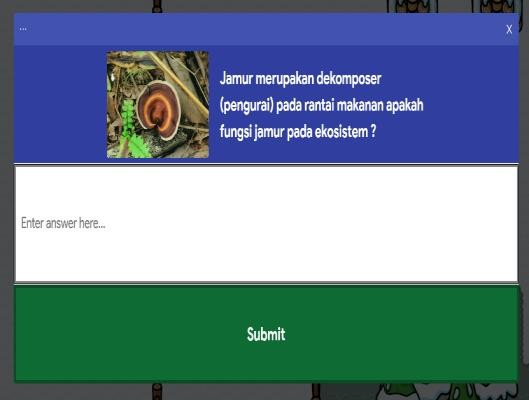 ...
X
Jamur merupakan dekomposer
(pengurai) pada rantai makanan apakah
fungsi jamur pada ekosistem ?
Enter answer here...
Submit